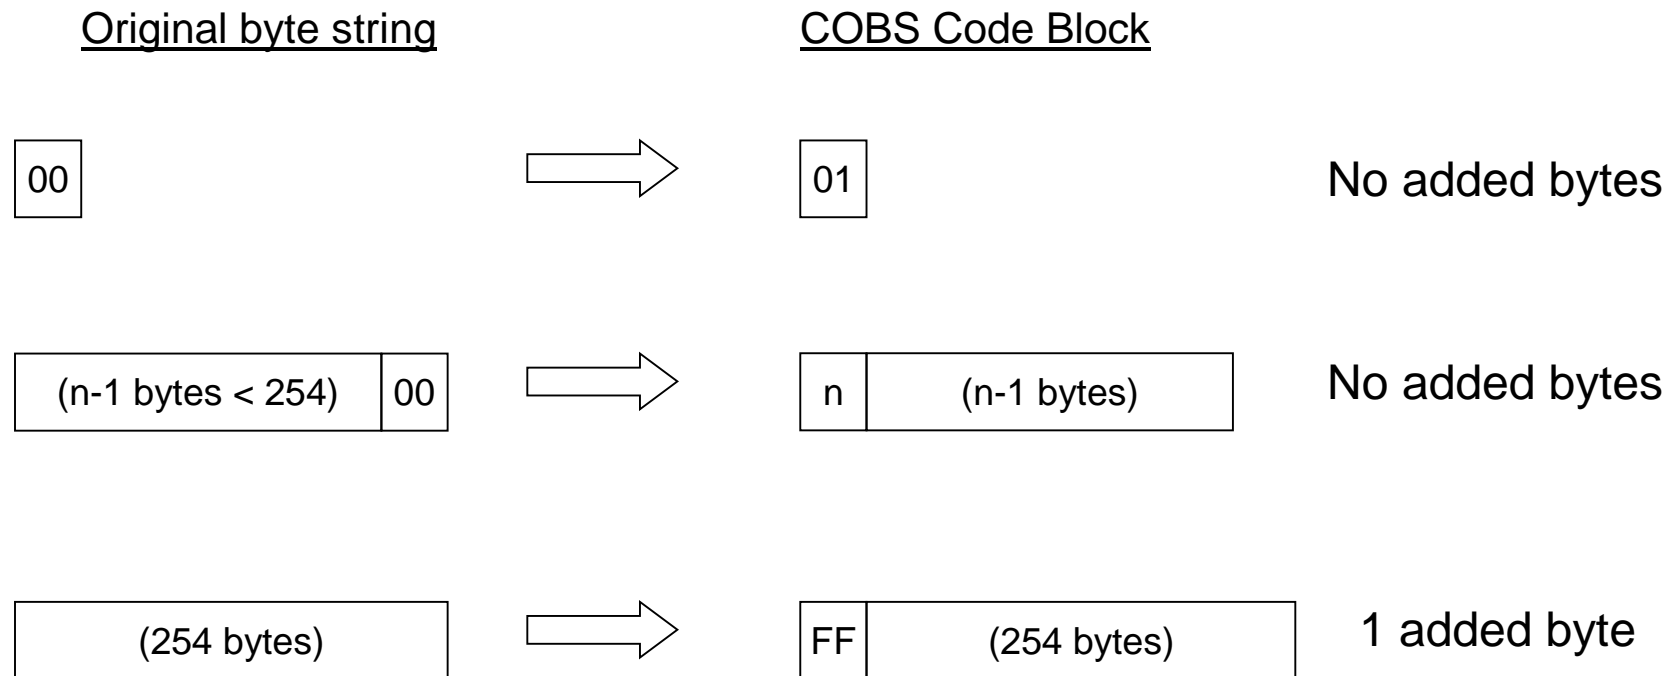 Original byte string COBS Code Block
00 01 No added bytes
(n-1 bytes < 254) 00 n (n-1 bytes) No added bytes
(254 bytes) FF (254 bytes) 1 added byte